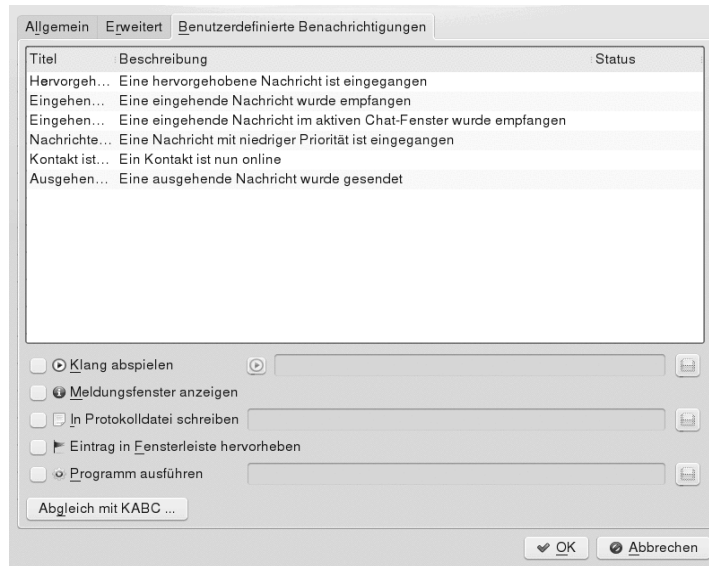 Allgemein Erweitert Benutzerdefinierte Benachrichtigungen
Titel Beschreibung Status
Hervorgeh... Eine hervorgehobene Nachricht ist eingegangen
Eingehen... Eine eingehende Nachricht wurde empfangen
Eingehen... Eine eingehende Nachricht im aktiven Chat-Fenster wurde empfangen
Nachrichte... Eine Nachricht mit niedriger Priorität ist eingegangen
Kontakt ist... Ein Kontakt ist nun online
Ausgehen... Eine ausgehende Nachricht wurde gesendet
Klang abspielen
Meldungsfenster anzeigen
In Protokolldatei schreiben
Eintrag in Fensterleiste hervorheben
Programm ausführen
Abgleich mit KABC ...
OK Abbrechen